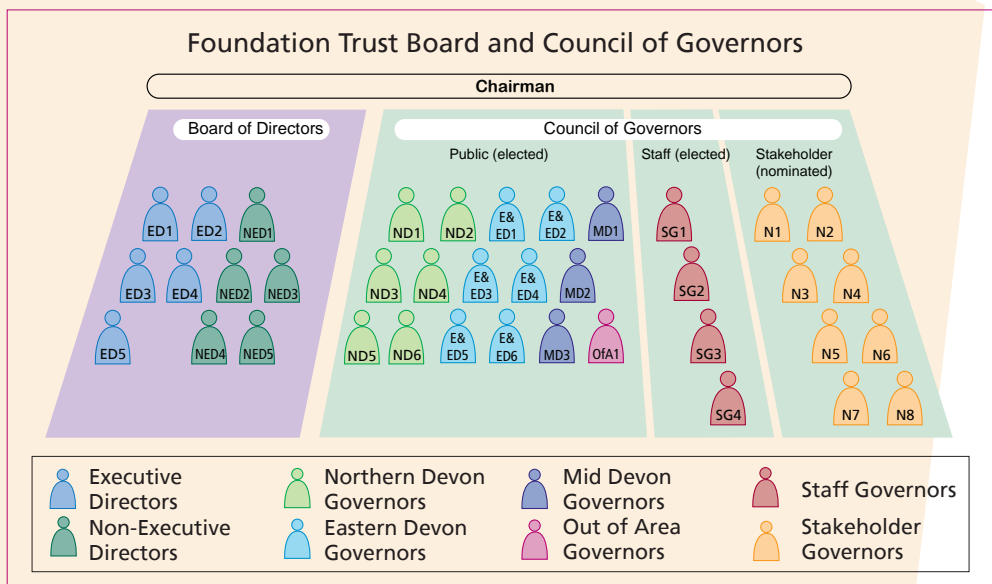 Foundation Trust Board and Council of Governors
Chairman
Board of Directors
Council of Governors
Public (elected)
Staff (elected)
Stakeholder
(nominated)
ED1 ED2 NED1
ED3 ED4 NED2 NED3
ED5 NED4 NED5
ND1 ND2 E& ED1 E& ED2 MD1
ND3 ND4 E& ED3 E& ED4 MD2
ND5 ND6 E& ED5 E& ED6 MD3 OfA1
SG1
SG2
SG3
SG4
N1 N2
N3 N4
N5 N6
N7 N8
Executive
Directors
Northern Devon
Governors
Mid Devon
Governors
Staff Governors
Non-Executive
Directors
Eastern Devon
Governors
Out of Area
Governors
Stakeholder
Governors